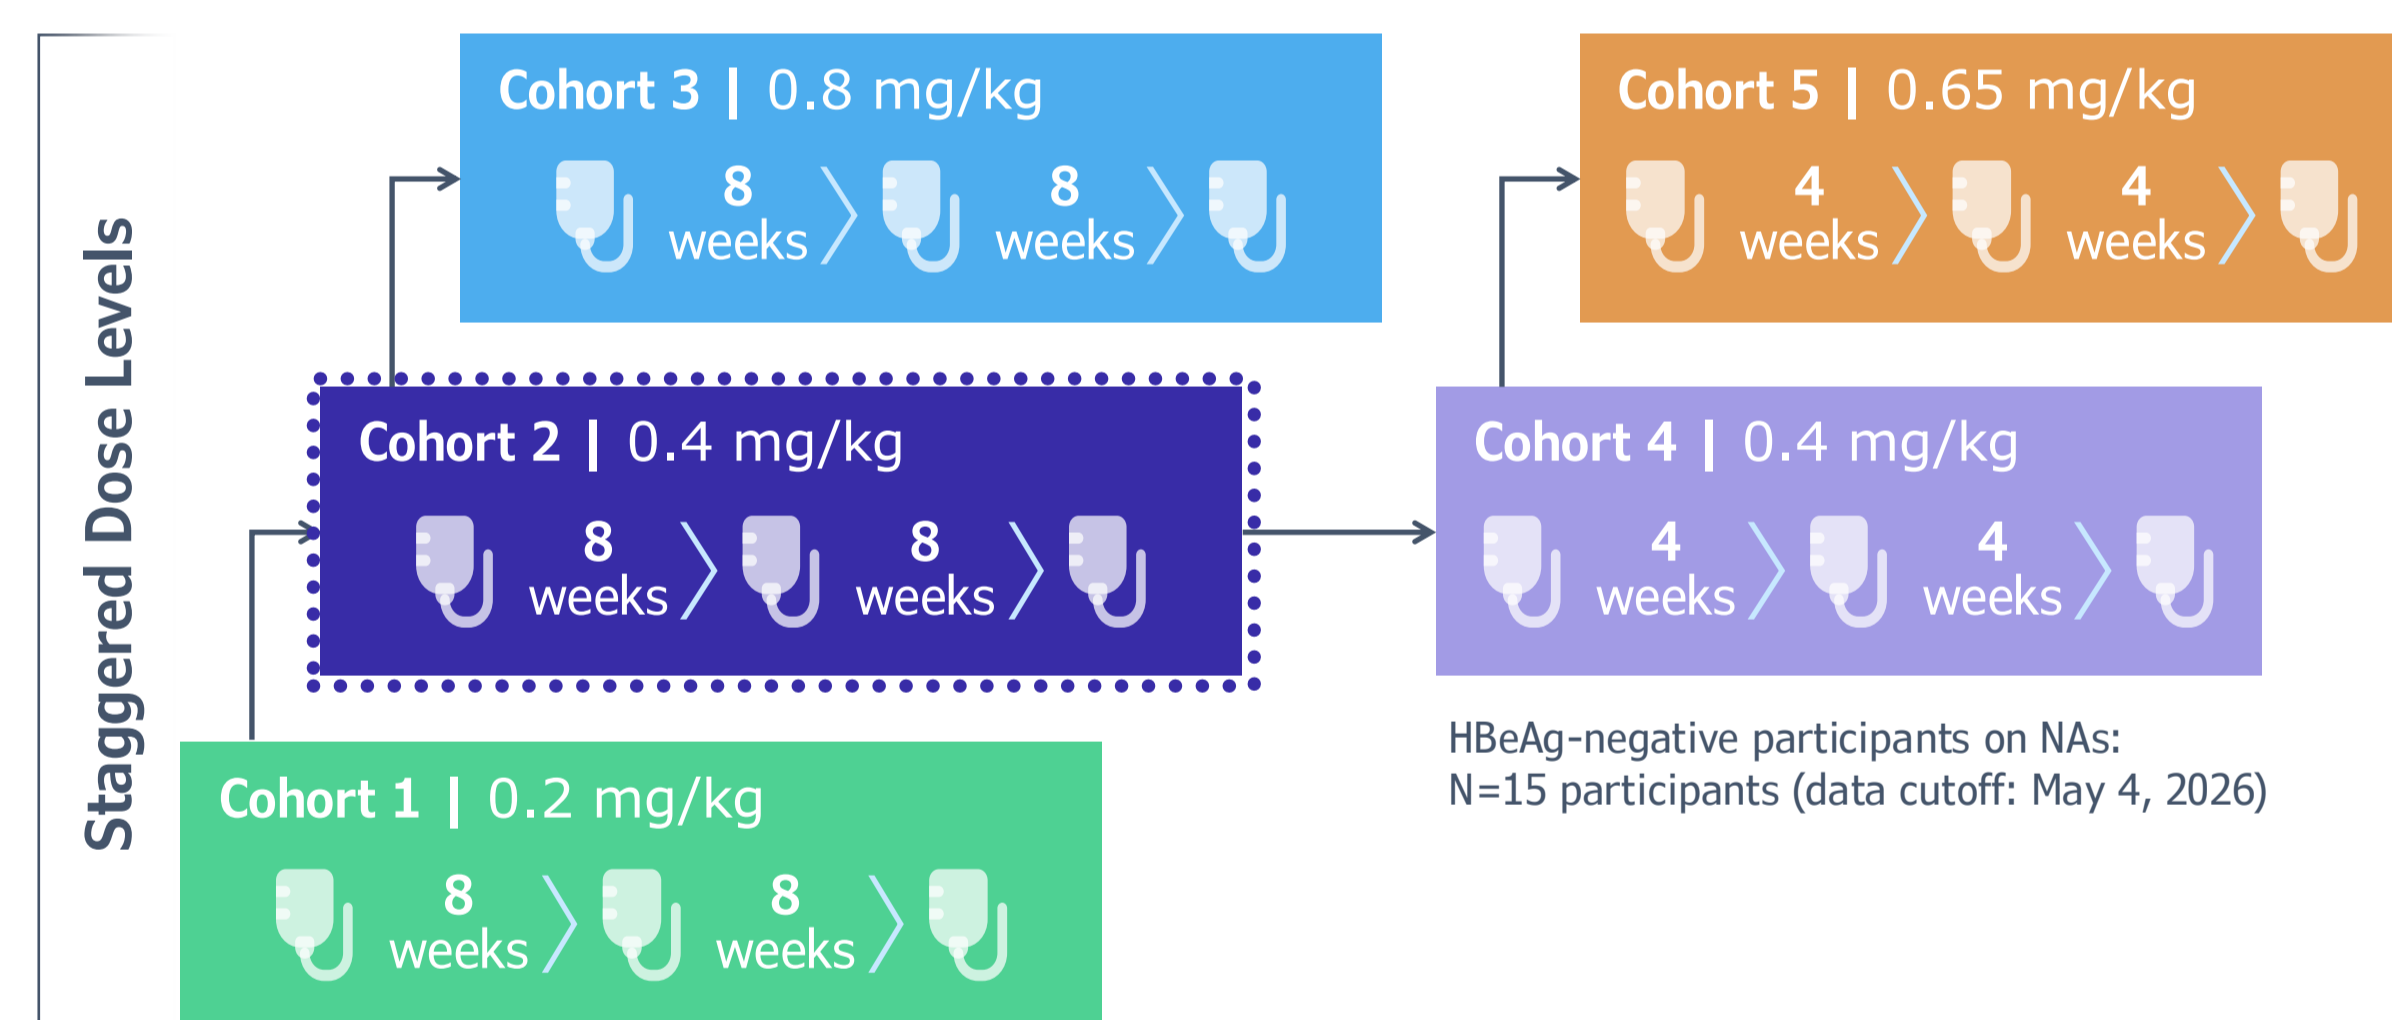 Staggered Dose Levels
Cohort 3 | 0.8 mg/kg
8 weeks 8 weeks
Cohort 5 | 0.65 mg/kg
4 weeks 4 weeks
Cohort 2 | 0.4 mg/kg
8 weeks 8 weeks
Cohort 4 | 0.4 mg/kg
4 weeks 4 weeks
HBeAg-negative participants on NAs:
N=15 participants (data cutoff: May 4, 2026)
Cohort 1 | 0.2 mg/kg
8 weeks 8 weeks